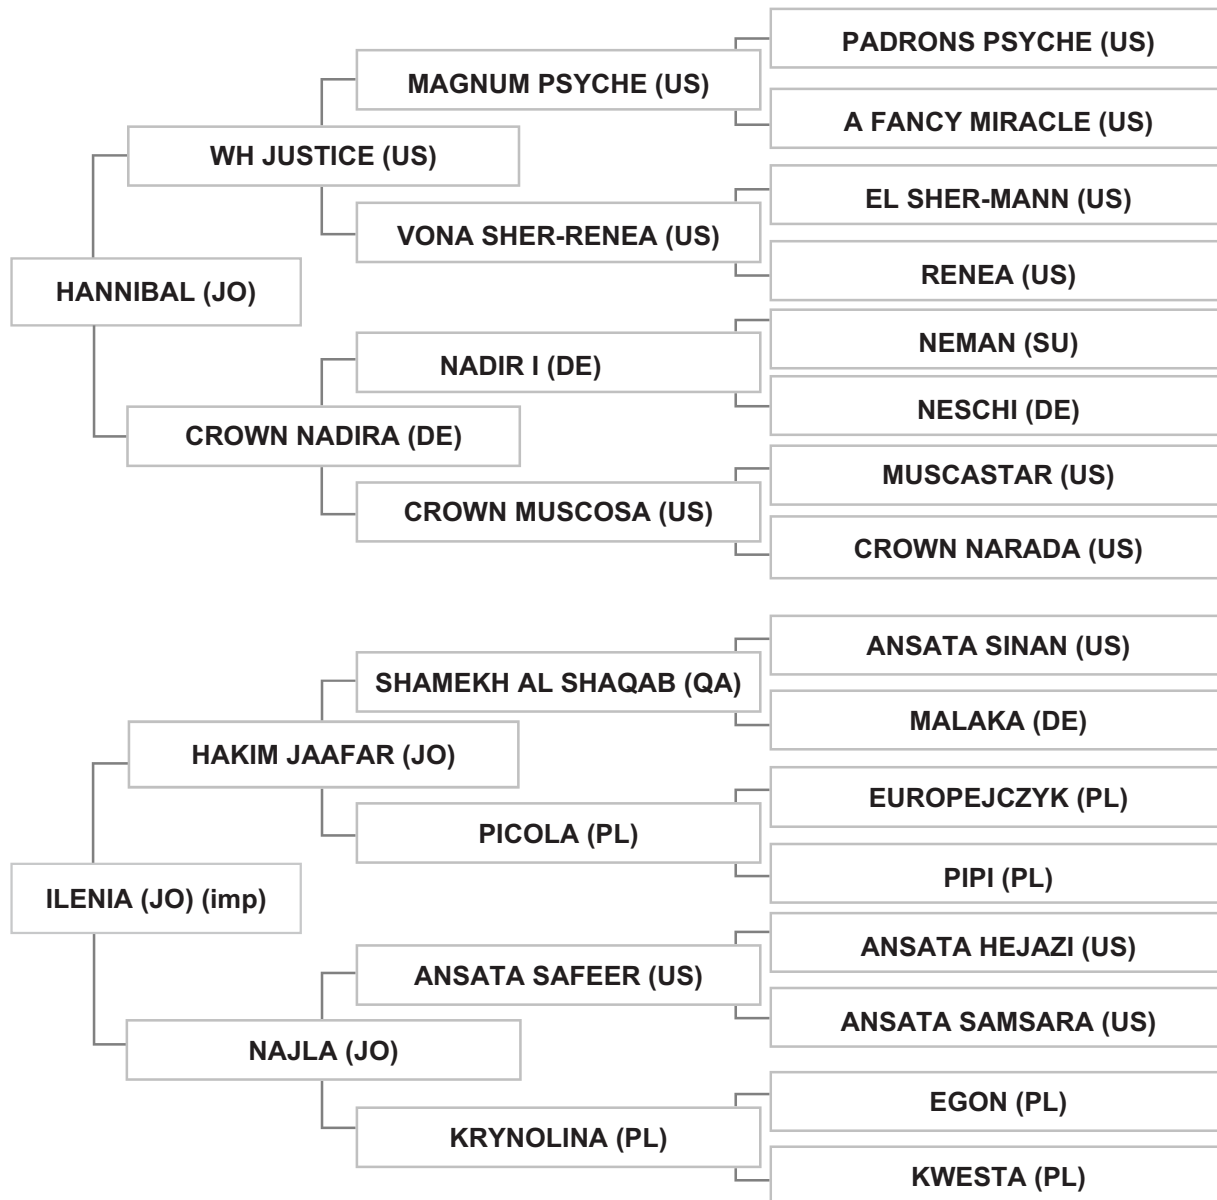 PADRONS PSYCHE (US)
MAGNUM PSYCHE (US)
A FANCY MIRACLE (US)
WH JUSTICE (US)
EL SHER-MANN (US)
VONA SHER-RENEA (US)
RENEA (US)
HANNIBAL (JO)
NEMAN (SU)
NADIR I (DE)
NESCHI (DE)
CROWN NADIRA (DE)
MUSCASTAR (US)
CROWN MUSCOSA (US)
CROWN NARADA (US)
ANSATA SINAN (US)
SHAMEKH AL SHAQAB (QA)
MALAKA (DE)
HAKIM JAAFAR (JO)
EUROPEJCZYK (PL)
PICOLA (PL)
PIPI (PL)
ILENIA (JO) (imp)
ANSATA HEJAZI (US)
ANSATA SAFEER (US)
ANSATA SAMSARA (US)
NAJLA (JO)
EGON (PL)
KRYNOLINA (PL)
KWESTA (PL)